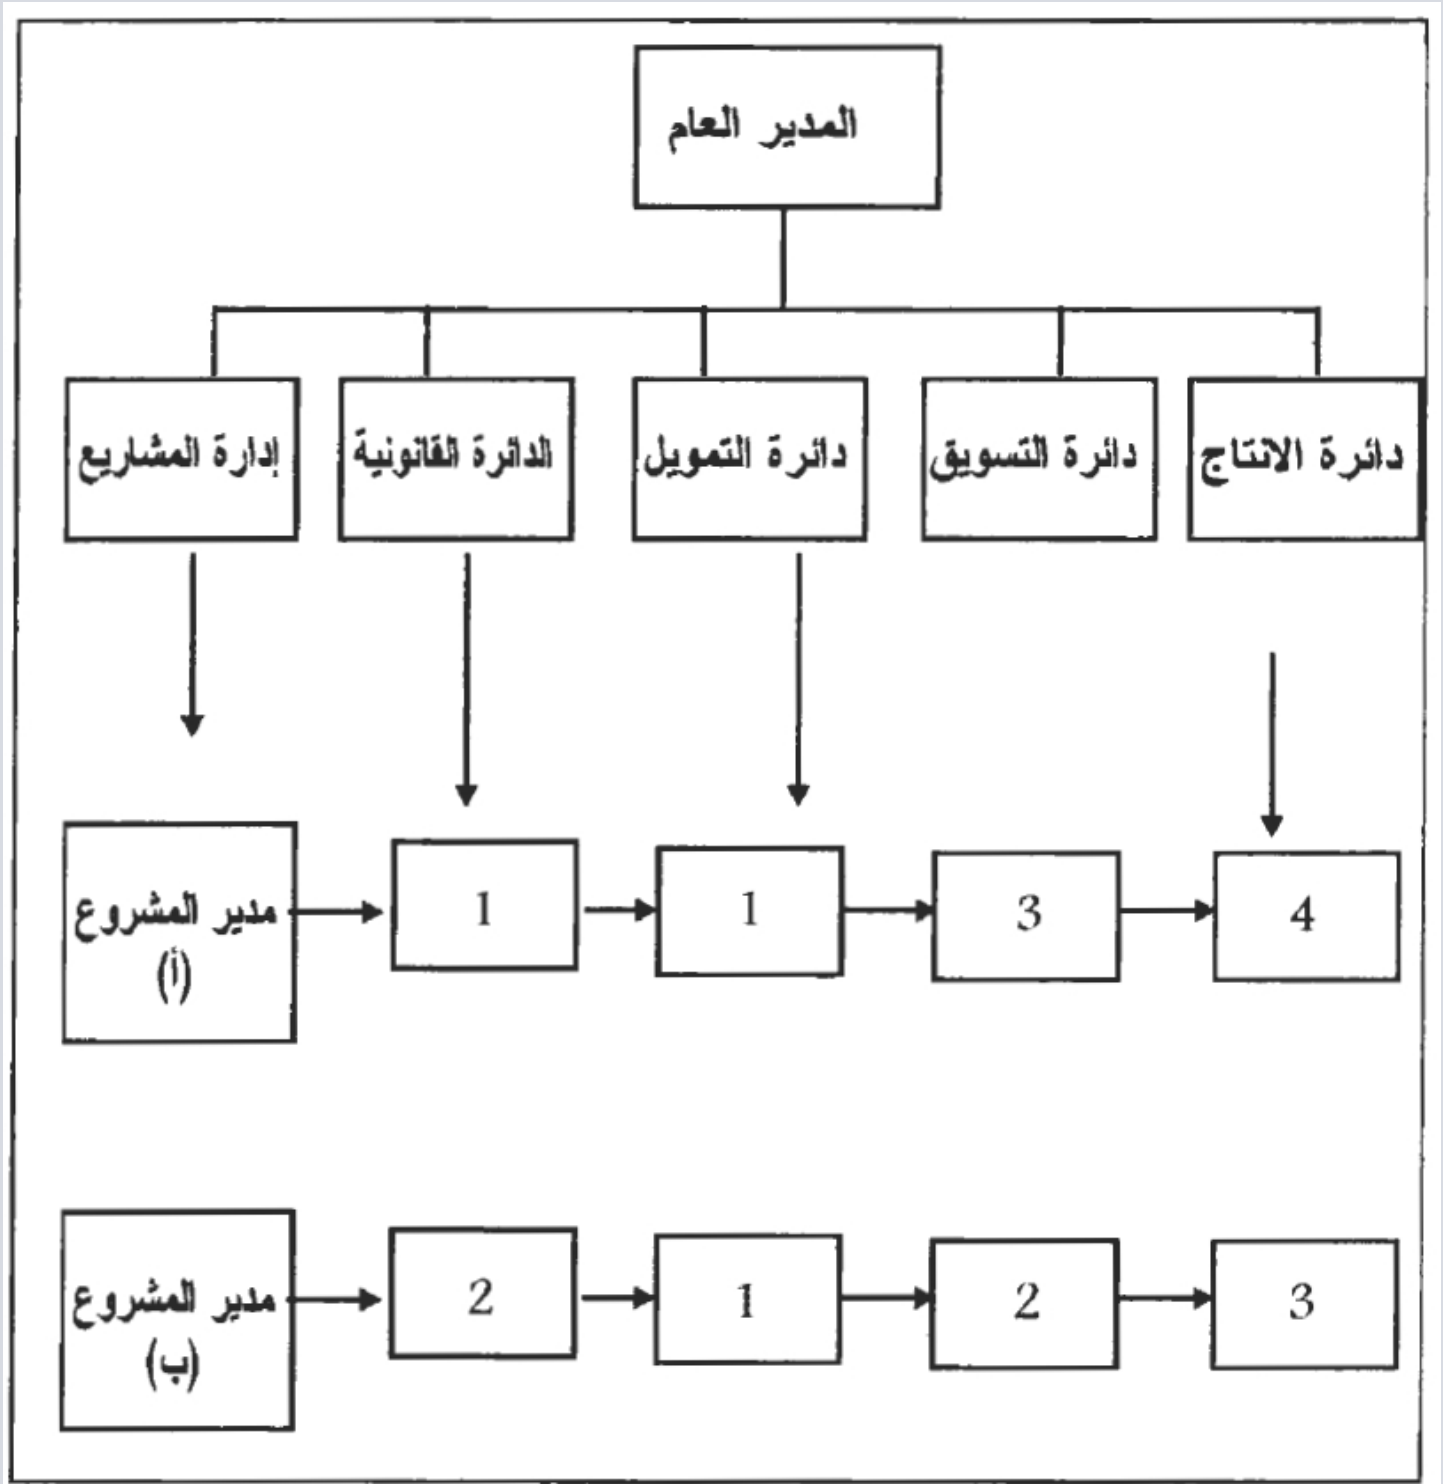 المدير العام
دائرة الانتاج
دائرة التسويق
دائرة التمويل
الدائرة القانونية
إدارة المشاريع
مدير المشروع
(أ)
1
1
3
4
مدير المشروع
(ب)
2
1
2
3